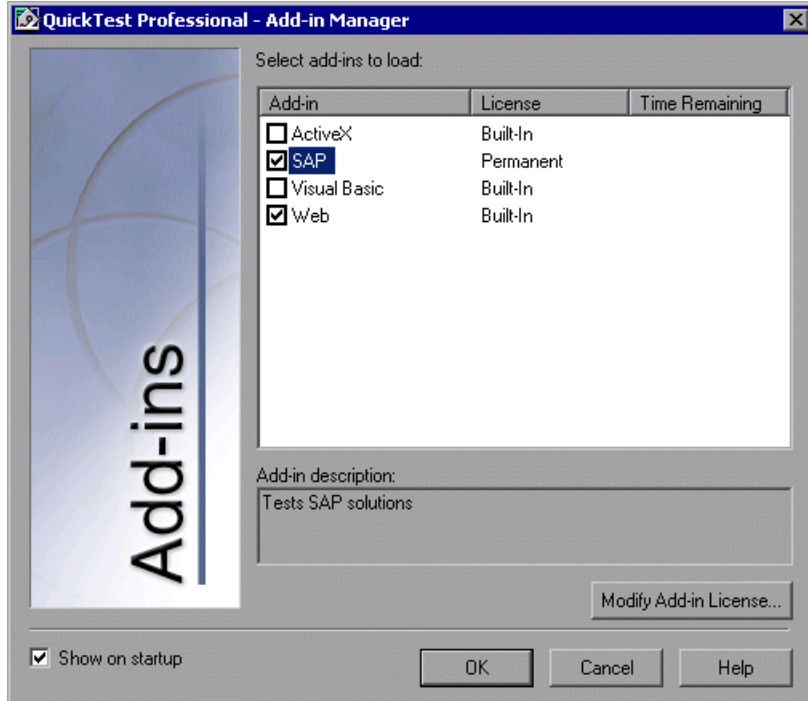 QuickTest Professional - Add-in Manager
Select add-ins to load:
Add-in License Time Remaining
ActiveX Built-In
SAP Permanent
Visual Basic Built-In
Web Built-In
Add-ins
Add-in description:
Tests SAP solutions
Modify Add-in License...
Show on startup
OK Cancel Help